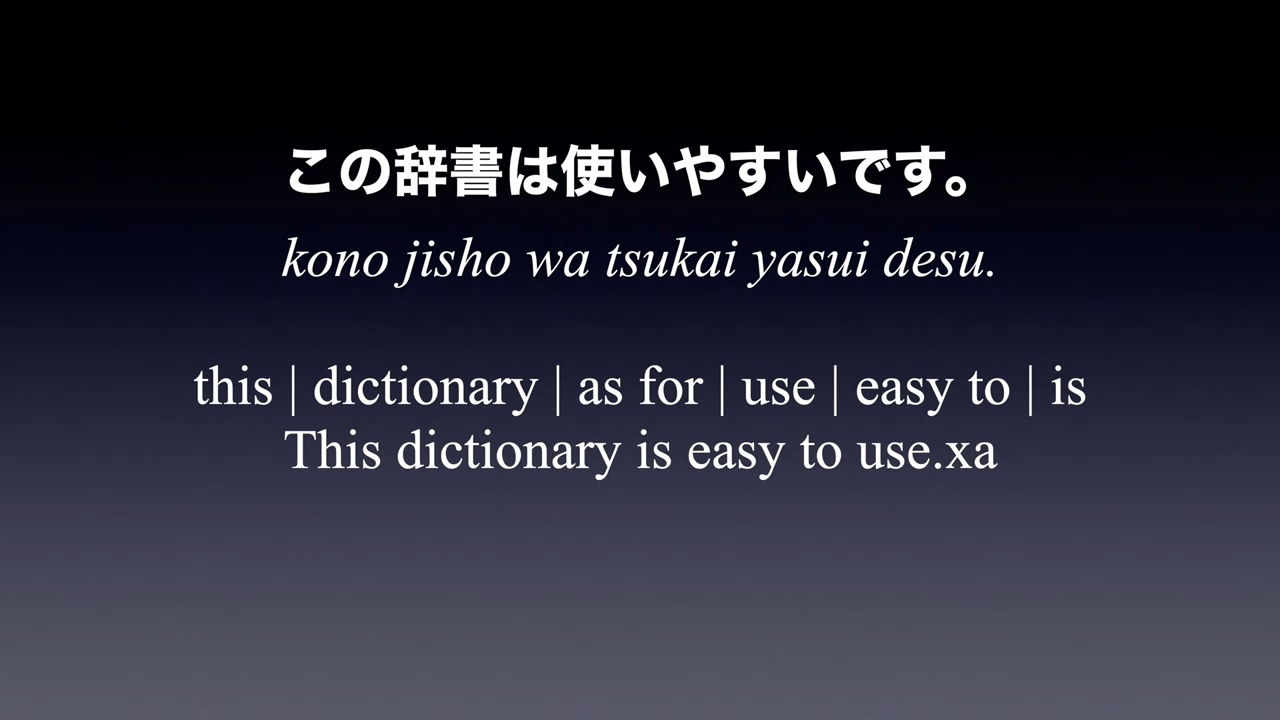 この辞書は使いやすいです。
kono jisho wa tsukai yasui desu.
this | dictionary | as for | use | easy to | is
This dictionary is easy to use.xa